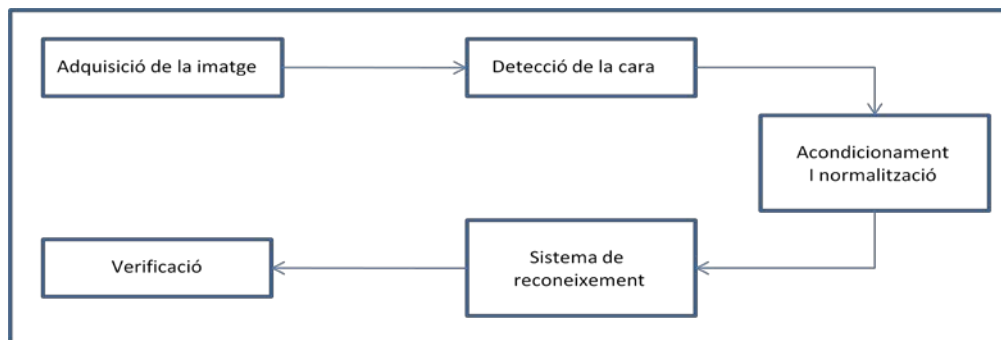 Adquisició de la imatge
Detecció de la cara
Acondicionament
I normalització
Sistema de
reconeixement
Verificació